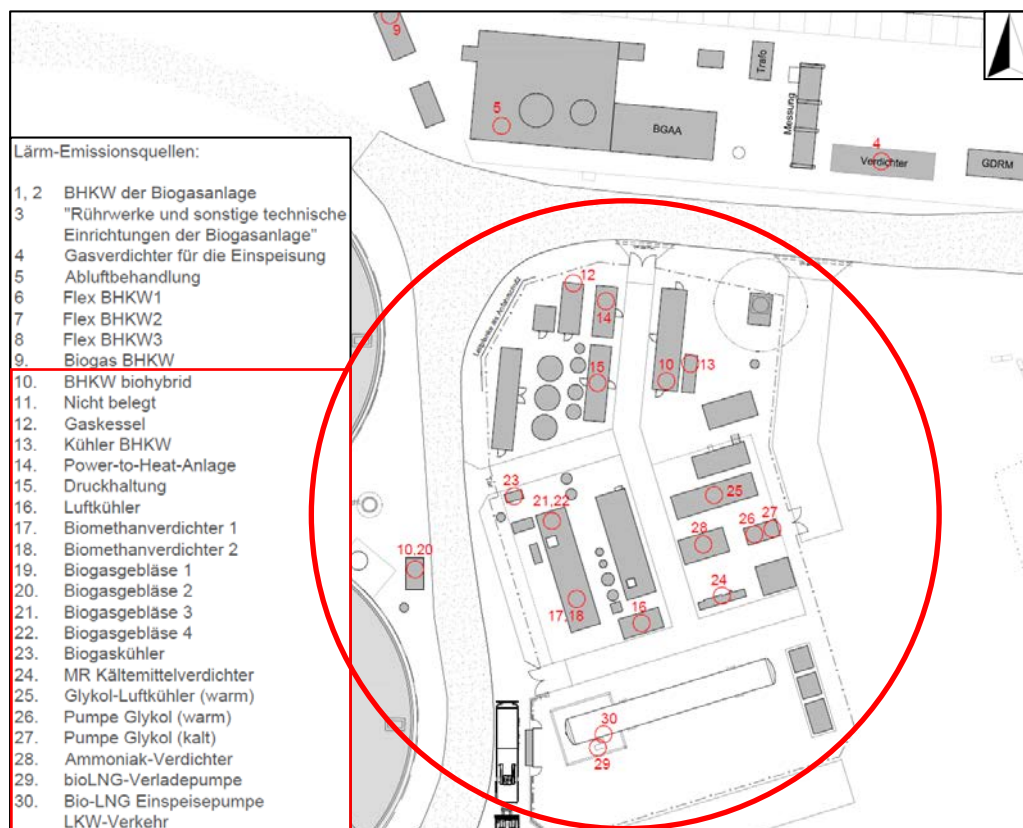 Lärm-Emissionsquellen:
1, 2 BHKW der Biogasanlage
3 "Rührwerke und sonstige technische
Einrichtungen der Biogasanlage"
4 Gasverdichter für die Einspeisung
5 Abluftbehandlung
6 Flex BHKW1
7 Flex BHKW2
8 Flex BHKW3
9. Biogas BHKW
10. BHKW biohybrid
11. Nicht belegt
12. Gaskessel
13. Kühler BHKW
14. Power-to-Heat-Anlage
15. Druckhaltung
16. Luftkühler
17. Biomethanverdichter 1
18. Biomethanverdichter 2
19. Biogasgebläse 1
20. Biogasgebläse 2
21. Biogasgebläse 3
22. Biogasgebläse 4
23. Biogaskühler
24. MR Kältemittelverdichter
25. Glykol-Luftkühler (warm)
26. Pumpe Glykol (warm)
27. Pumpe Glykol (kalt)
28. Ammoniak-Verdichter
29. bioLNG-Verladepumpe
30. Bio-LNG Einspeisepumpe
LKW-Verkehr
9
5
BGAA
Trafo
Messung
4
Verdichter
GDRM
Leitplanke als Anfahrschutz
12
14
15
10
13
23
21,22
17,18
16
10,20
25
28
26
27
24
30
29